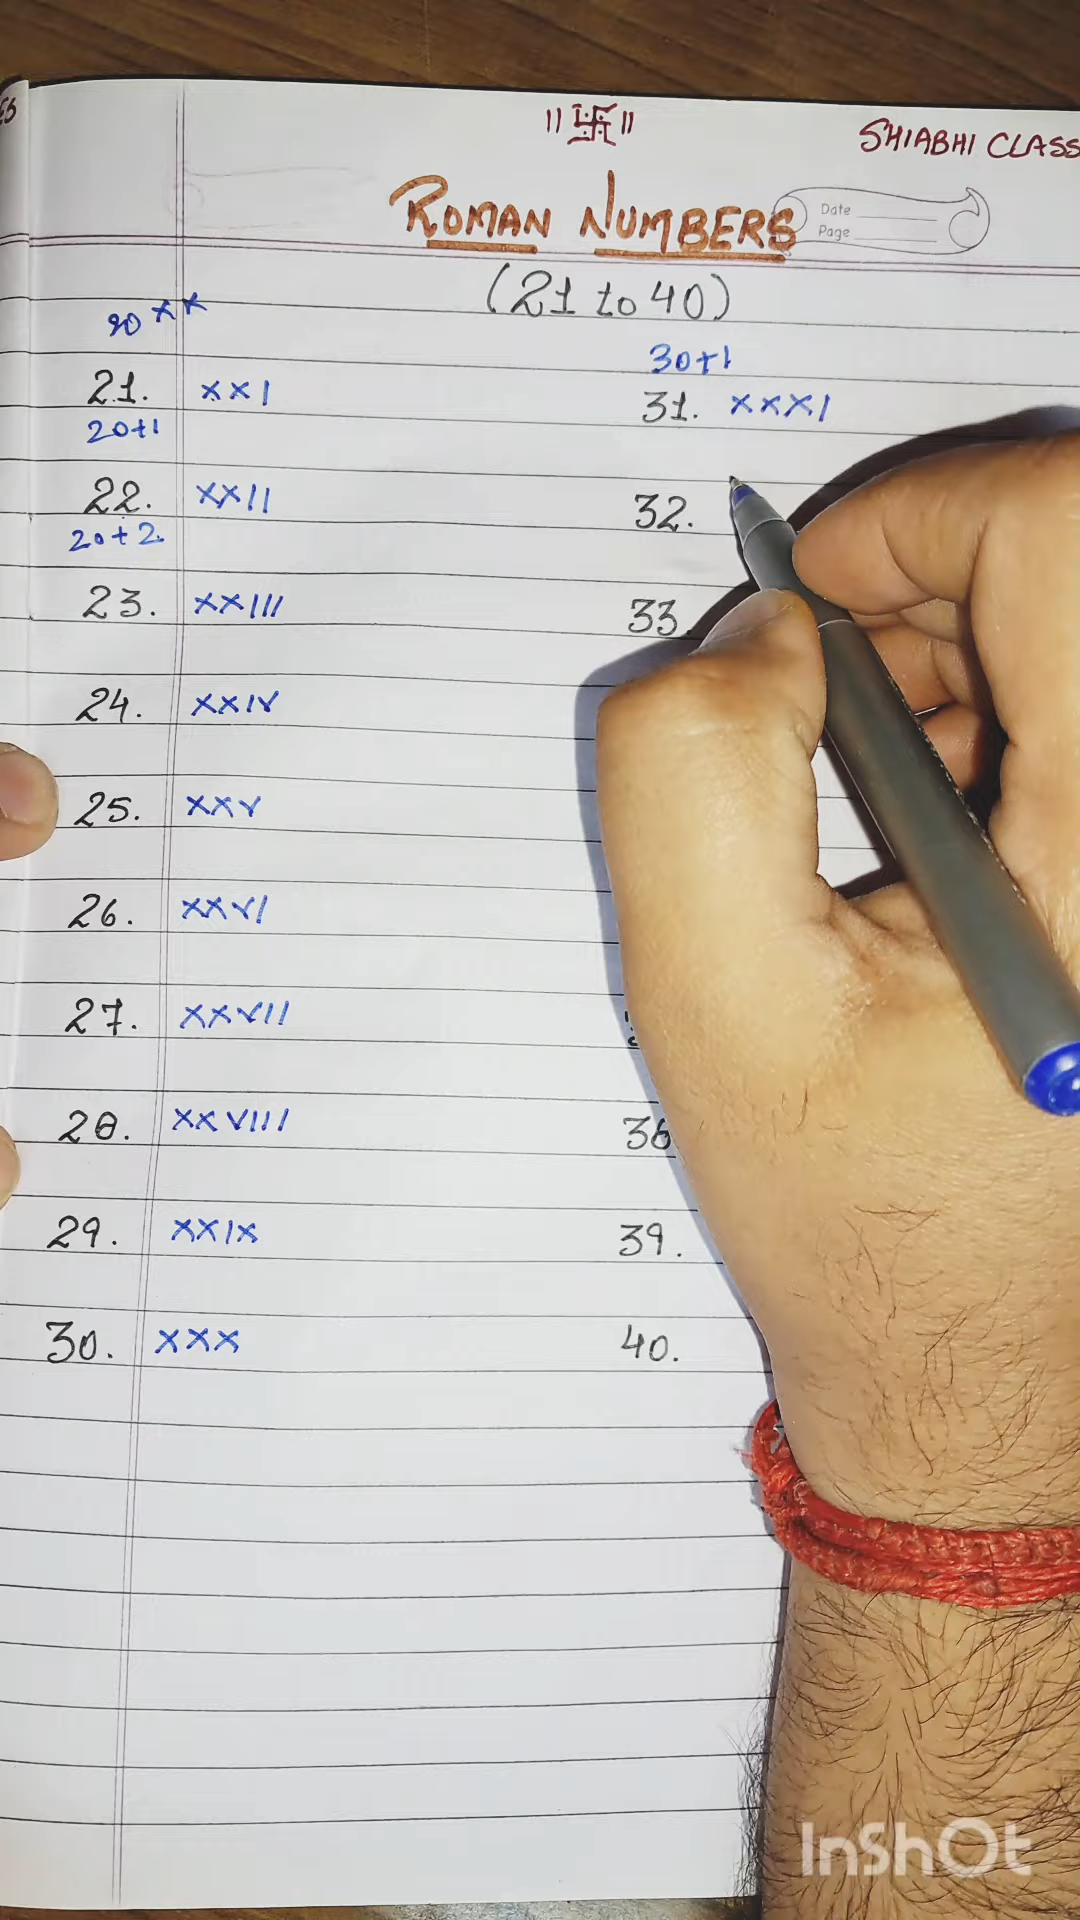 || 卐 ||
SHIABHI CLASS
ROMAN NUMBERS
Date
Page
(21 to 40)
20 XX
21. XXI
20+1
22. XXII
20+2.
23. XXIII
24. XXIV
25. XXV
26. XXVI
27. XXVII
28. XXVIII
29. XXIX
30. XXX
30+1
31. XXXI
32.
33.
39.
40.
InShOt